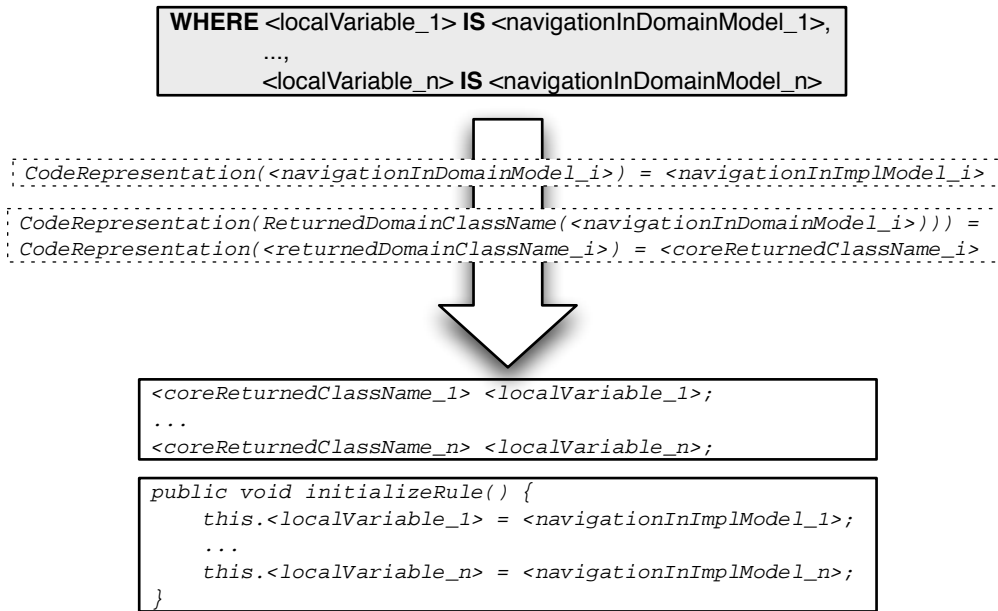 WHERE <localVariable_1> IS <navigationInDomainModel_1>,
...,
<localVariable_n> IS <navigationInDomainModel_n>
CodeRepresentation(<navigationInDomainModel_i>) = <navigationInImplModel_i>
CodeRepresentation(ReturnedDomainClassName(<navigationInDomainModel_i>))) =
CodeRepresentation(<returnedDomainClassName_i>) = <coreReturnedClassName_i>
<coreReturnedClassName_1> <localVariable_1>;
...
<coreReturnedClassName_n> <localVariable_n>;
public void initializeRule() {
this.<localVariable_1> = <navigationInImplModel_1>;
...
this.<localVariable_n> = <navigationInImplModel_n>;
}